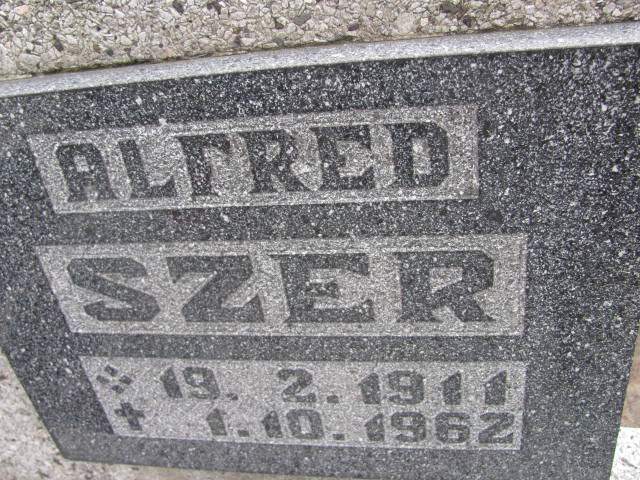 ALFRED
SZER
19. 2. 1911
✝ 1. 10. 1962